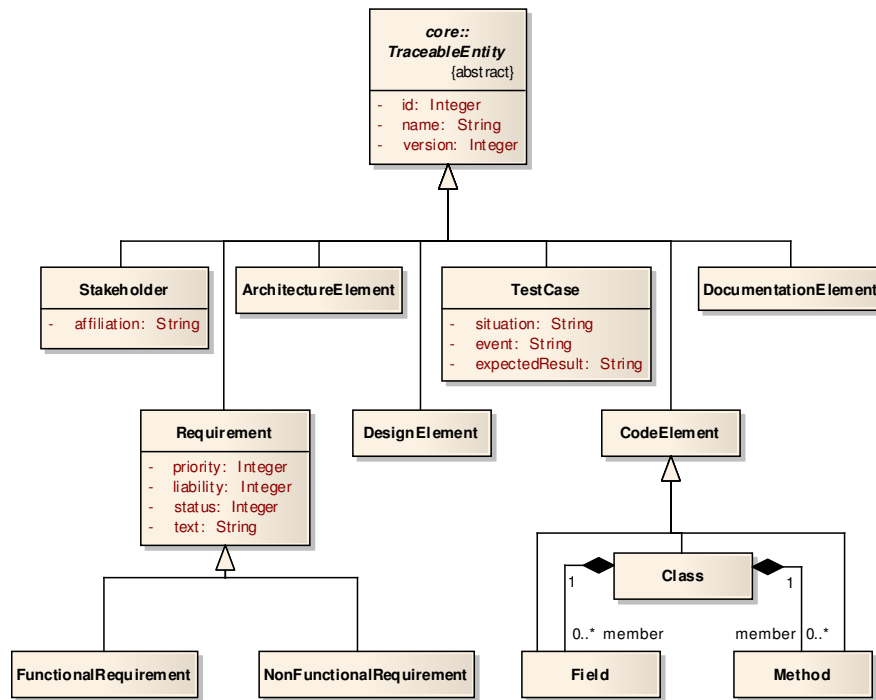 core::
TraceableEntity
{abstract}
- id: Integer
- name: String
- version: Integer
Stakeholder
- affiliation: String
ArchitectureElement
TestCase
- situation: String
- event: String
- expectedResult: String
DocumentationElement
Requirement
- priority: Integer
- liability: Integer
- status: Integer
- text: String
DesignElement
CodeElement
Class
1
1
0..* member
member 0..*
FunctionalRequirement
NonFunctionalRequirement
Field
Method